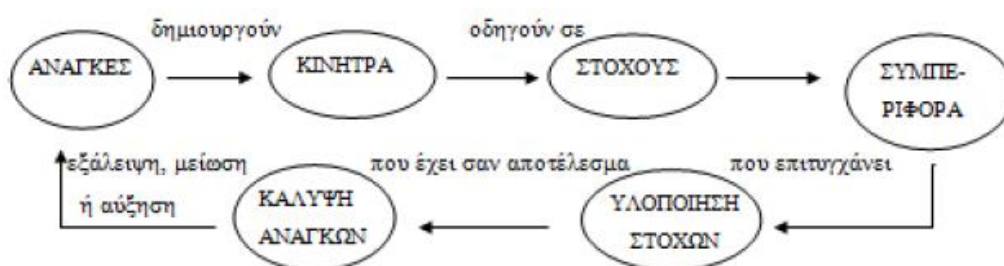 δημιουργούν
οδηγούν σε
ΑΝΑΓΚΕΣ
ΚΙΝΗΤΡΑ
ΣΤΟΧΟΥΣ
ΣΥΜΠΕ-
ΡΙΦΟΡΑ
εξάλειψη, μείωση
ή αύξηση
που έχει σαν αποτέλεσμα
που επιτυγχάνει
ΚΑΛΥΨΗ
ΑΝΑΓΚΩΝ
ΥΛΟΠΟΙΗΣΗ
ΣΤΟΧΩΝ